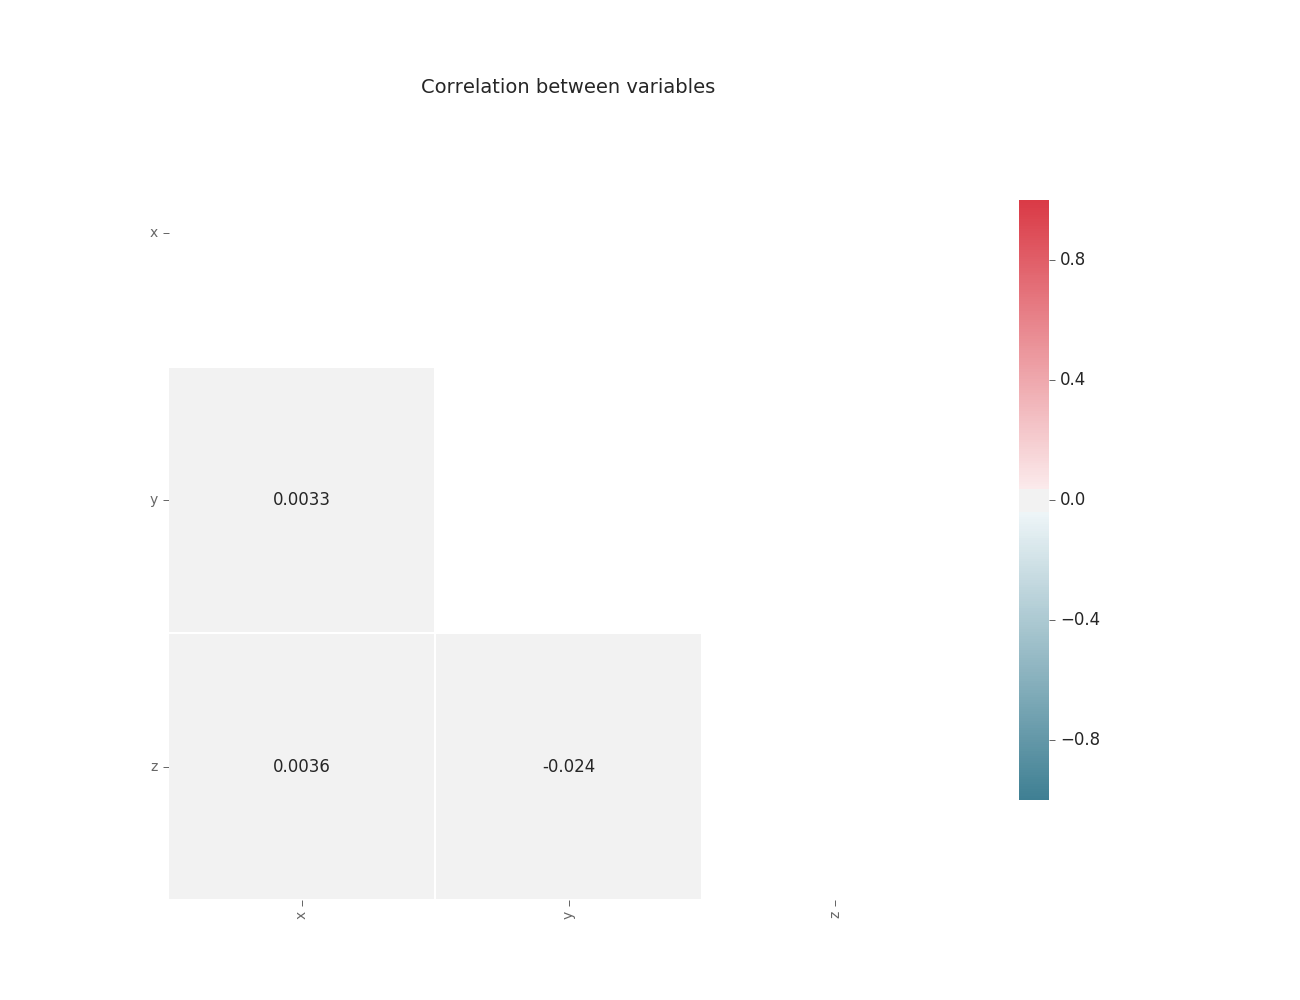 Correlation between variables
x
0.8
0.4
y
0.0033
0.0
−0.4
z
0.0036
-0.024
−0.8
x
y
z